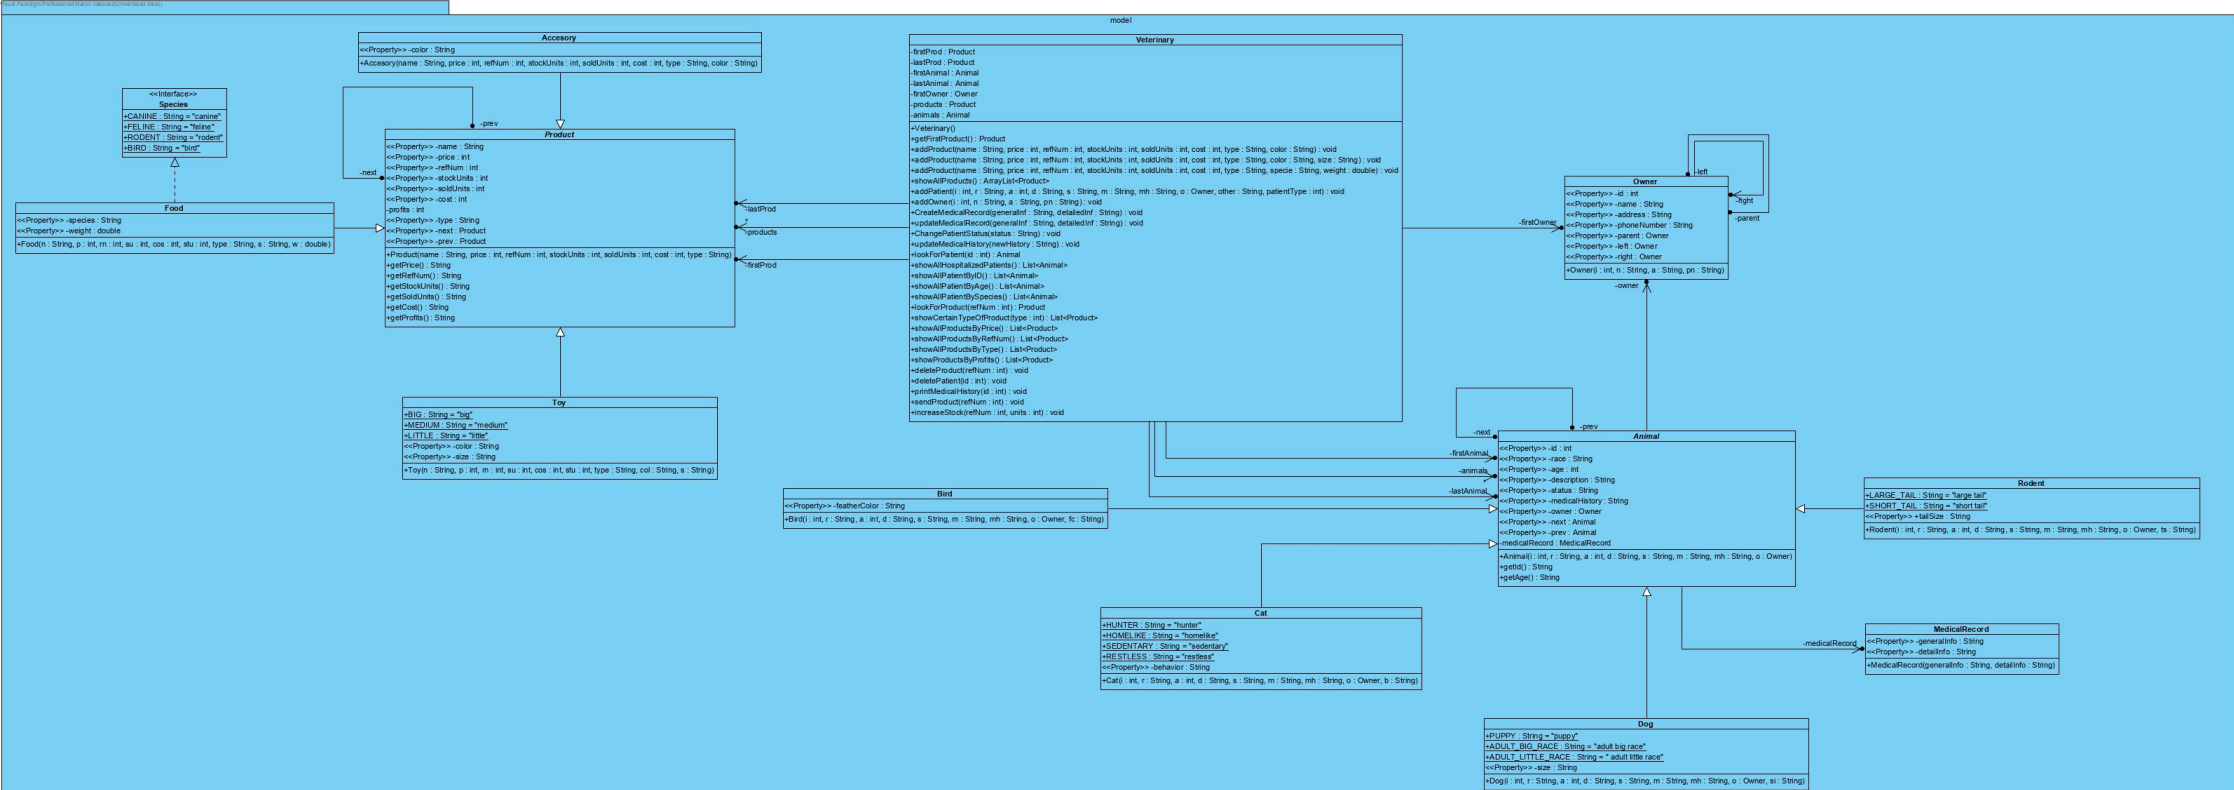 Visual Paradigm Professional
model
Accesory
<<Property>> -color : String
+Accesory(name : String, price : int, refNum : int, stockUnits : int, soldUnits : int, cost : int, type : String, color : String)
<<Interface>>
Species
+CANINE : String = "canine"
+FELINE : String = "feline"
+RODENT : String = "rodent"
+BIRD : String = "bird"
-prev
-next
Product
<<Property>> -name : String
<<Property>> -price : int
<<Property>> -refNum : int
<<Property>> -stockUnits : int
<<Property>> -soldUnits : int
<<Property>> -cost : int
-profits : int
<<Property>> -type : String
<<Property>> -next : Product
<<Property>> -prev : Product
+Product(name : String, price : int, refNum : int, stockUnits : int, soldUnits : int, cost : int, type : String)
+getPrice() : String
+getRefNum() : String
+getStockUnits() : String
+getSoldUnits() : String
+getCost() : String
+getProfits() : String
Food
<<Property>> -species : String
<<Property>> -weight : double
+Food(n : String, p : int, rn : int, su : int, cos : int, stu : int, type : String, s : String, w : double)
Toy
+BIG : String = "big"
+MEDIUM : String = "medium"
+LITTLE : String = "little"
<<Property>> -color : String
<<Property>> -size : String
+Toy(n : String, p : int, rn : int, su : int, cos : int, stu : int, type : String, col : String, s : String)
-lastProd
*
-products
-firstProd
Veterinary
-firstProd : Product
-lastProd : Product
-firstAnimal : Animal
-lastAnimal : Animal
-firstOwner : Owner
-products : Product
-animals : Animal
+Veterinary()
+getFirstProduct() : Product
+addProduct(name : String, price : int, refNum : int, stockUnits : int, soldUnits : int, cost : int, type : String, color : String) : void
+addProduct(name : String, price : int, refNum : int, stockUnits : int, soldUnits : int, cost : int, type : String, color : String, size : String) : void
+addProduct(name : String, price : int, refNum : int, stockUnits : int, soldUnits : int, cost : int, type : String, specie : String, weight : double) : void
+showAllProducts() : ArrayList<Product>
+addPatient(i : int, r : String, a : int, d : String, s : String, m : String, mh : String, o : Owner, other : String, patientType : int) : void
+addOwner(i : int, n : String, a : String, pn : String) : void
+CreateMedicalRecord(generalInf : String, detailedInf : String) : void
+updateMedicalRecord(generalInf : String, detailedInf : String) : void
+ChangePatientStatus(status : String) : void
+updateMedicalHistory(newHistory : String) : void
+lookForPatient(id : int) : Animal
+showAllHospitalizedPatients() : List<Animal>
+showAllPatientByID() : List<Animal>
+showAllPatientByAge() : List<Animal>
+showAllPatientBySpecies() : List<Animal>
+lookForProduct(refNum : int) : Product
+showCertainTypeOfProduct(type : int) : List<Product>
+showAllProductsByPrice() : List<Product>
+showAllProductsByRefNum() : List<Product>
+showAllProductsByType() : List<Product>
+showProductsByProfits() : List<Product>
+deleteProduct(refNum : int) : void
+deletePatient(id : int) : void
+printMedicalHistory(id : int) : void
+sendProduct(refNum : int) : void
+increaseStock(refNum : int, units : int) : void
-firstOwner
-left
-right
-parent
Owner
<<Property>> -id : int
<<Property>> -name : String
<<Property>> -address : String
<<Property>> -phoneNumber : String
<<Property>> -parent : Owner
<<Property>> -left : Owner
<<Property>> -right : Owner
+Owner(i : int, n : String, a : String, pn : String)
-owner
-prev
-next
-firstAnimal
-animals
-lastAnimal
Animal
<<Property>> -id : int
<<Property>> -race : String
<<Property>> -age : int
<<Property>> -description : String
<<Property>> -status : String
<<Property>> -medicalHistory : String
<<Property>> -owner : Owner
<<Property>> -next : Animal
<<Property>> -prev : Animal
-medicalRecord : MedicalRecord
+Animal(i : int, r : String, a : int, d : String, s : String, m : String, mh : String, o : Owner)
+getId() : String
+getAge() : String
Bird
<<Property>> -featherColor : String
+Bird(i : int, r : String, a : int, d : String, s : String, m : String, mh : String, o : Owner, fc : String)
Rodent
+LARGE_TAIL : String = "large tail"
+SHORT_TAIL : String = "short tail"
<<Property>> +tailSize : String
+Rodent(i : int, r : String, a : int, d : String, s : String, m : String, mh : String, o : Owner, ts : String)
Cat
+HUNTER : String = "hunter"
+HOMELIKE : String = "homelike"
+SEDENTARY : String = "sedentary"
+RESTLESS : String = "restless"
<<Property>> -behavior : String
+Cat(i : int, r : String, a : int, d : String, s : String, m : String, mh : String, o : Owner, b : String)
-medicalRecord
MedicalRecord
<<Property>> -generalInfo : String
<<Property>> -detailInfo : String
+MedicalRecord(generalInfo : String, detailInfo : String)
Dog
+PUPPY : String = "puppy"
+ADULT_BIG_RACE : String = "adult big race"
+ADULT_LITTLE_RACE : String = " adult little race"
<<Property>> -size : String
+Dog(i : int, r : String, a : int, d : String, s : String, m : String, mh : String, o : Owner, si : String)